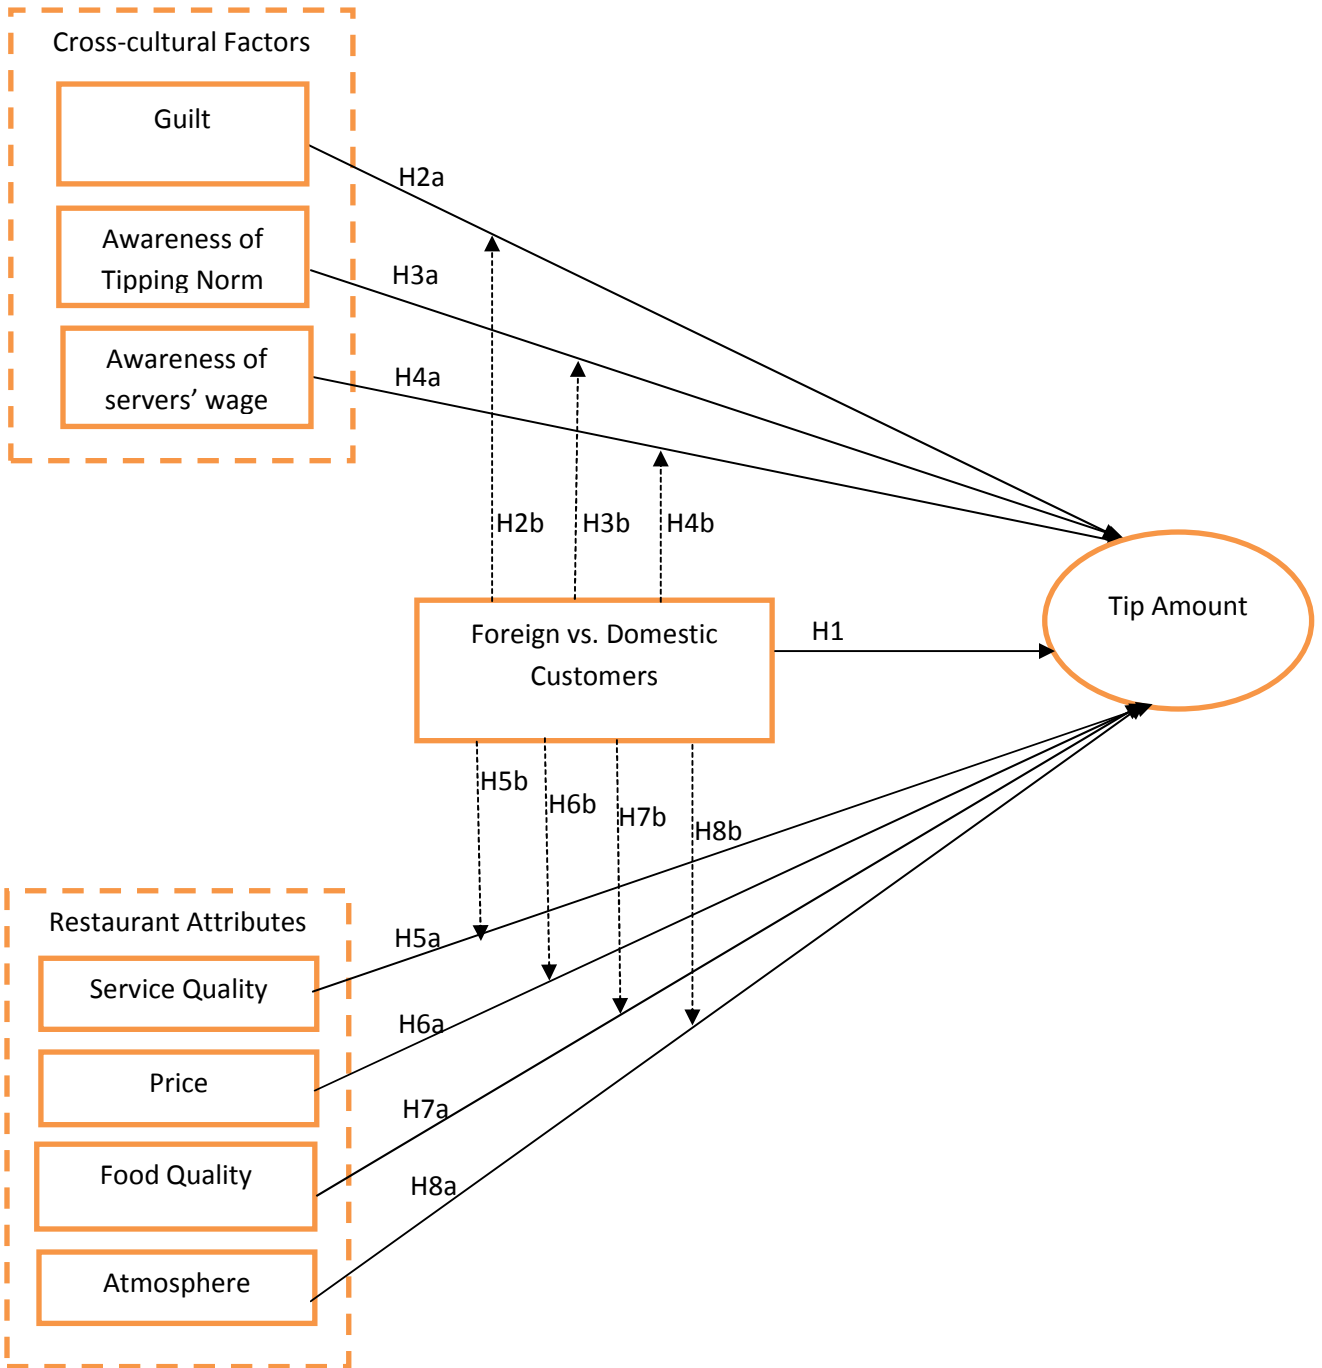 Cross-cultural Factors
Guilt
H2a
Awareness of
Tipping Norm
H3a
Awareness of
servers’ wage
H4a
H2b
H3b
H4b
Foreign vs. Domestic
Customers
H1
Tip Amount
H5b
H6b
H7b
H8b
Restaurant Attributes
Service Quality
H5a
Price
H6a
Food Quality
H7a
Atmosphere
H8a